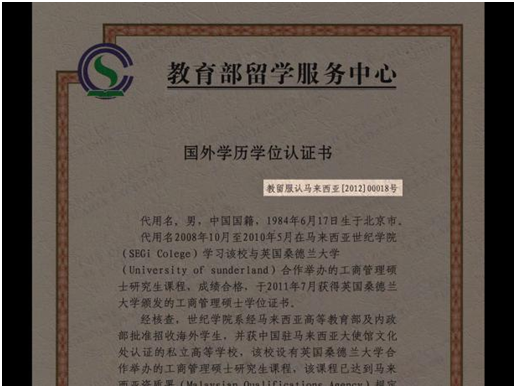 教育部留学服务中心
国外学历学位认证书
教留服认马来西亚[2012]00018号
代用名，男，中国国籍，1984年6月17日生于北京市。
代用名2008年10月至2010年5月在马来西亚世纪学院
（SEGi Colege）学习该校与英国桑德兰大学
（University of sunderland）合作举办的工商管理硕
士研究生课程，成绩合格，于2011年7月获得英国桑德兰
大学颁发的工商管理硕士学位证书。
经核查，世纪学院系经马来西亚高等教育部及内政
部批准招收海外学生，并获中国驻马来西亚大使馆文化
处认证的私立高等学校，该校设有英国桑德兰大学合
作举办的工商管理硕士研究生课程，该课程已达到马来
西亚资质署（Malaysian Qualifications Agency）规定